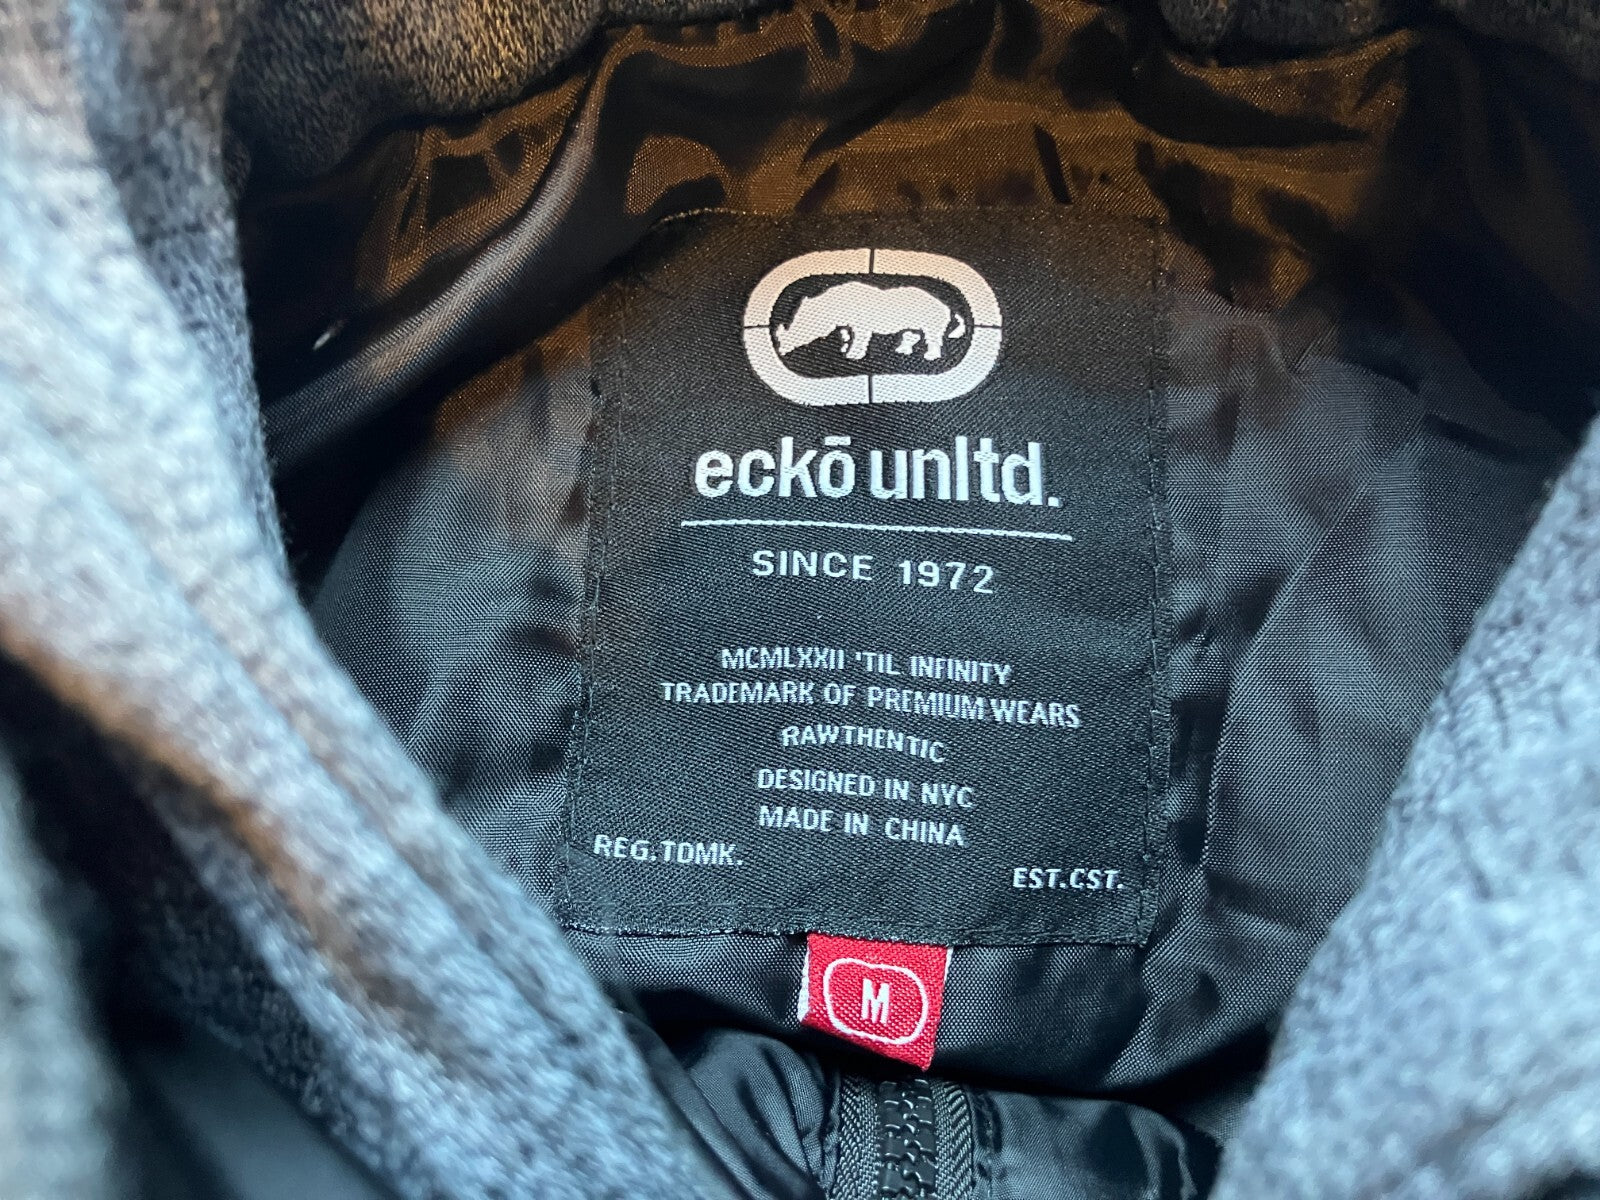 eckō unltd.
SINCE 1972
MCMLXXII 'TIL INFINITY
TRADEMARK OF PREMIUM WEARS
RAWTHENTIC
DESIGNED IN NYC
MADE IN CHINA
REG.TDMK.
EST.CST.
M